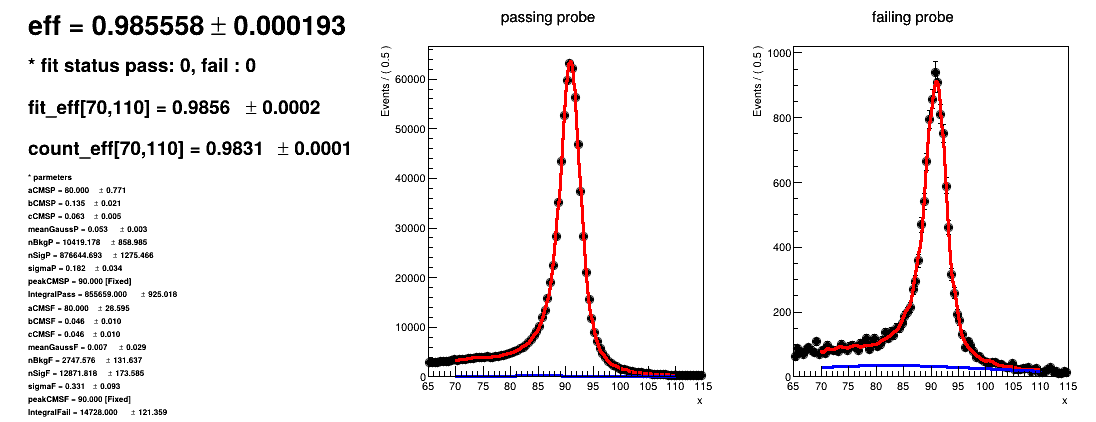 eff = 0.985558 ± 0.000193
* fit status pass: 0, fail : 0
fit_eff[70,110] = 0.9856 ± 0.0002
count_eff[70,110] = 0.9831 ± 0.0001
* parmeters
aCMSP = 80.000 ± 0.771
bCMSP = 0.135 ± 0.021
cCMSP = 0.063 ± 0.005
meanGaussP = 0.053 ± 0.003
nBkgP = 10419.178 ± 858.985
nSigP = 876644.693 ± 1275.466
sigmaP = 0.182 ± 0.034
peakCMSP = 90.000 [Fixed]
IntegralPass = 855659.000 ± 925.018
aCMSF = 80.000 ± 28.595
bCMSF = 0.046 ± 0.010
cCMSF = 0.046 ± 0.010
meanGaussF = 0.007 ± 0.029
nBkgF = 2747.576 ± 131.637
nSigF = 12871.818 ± 173.585
sigmaF = 0.331 ± 0.093
peakCMSF = 90.000 [Fixed]
IntegralFail = 14728.000 ± 121.359
passing probe
Events / ( 0.5 )
60000
50000
40000
30000
20000
10000
0
65 70 75 80 85 90 95 100 105 110 115
x
failing probe
Events / ( 0.5 )
1000
800
600
400
200
0
65 70 75 80 85 90 95 100 105 110 115
x